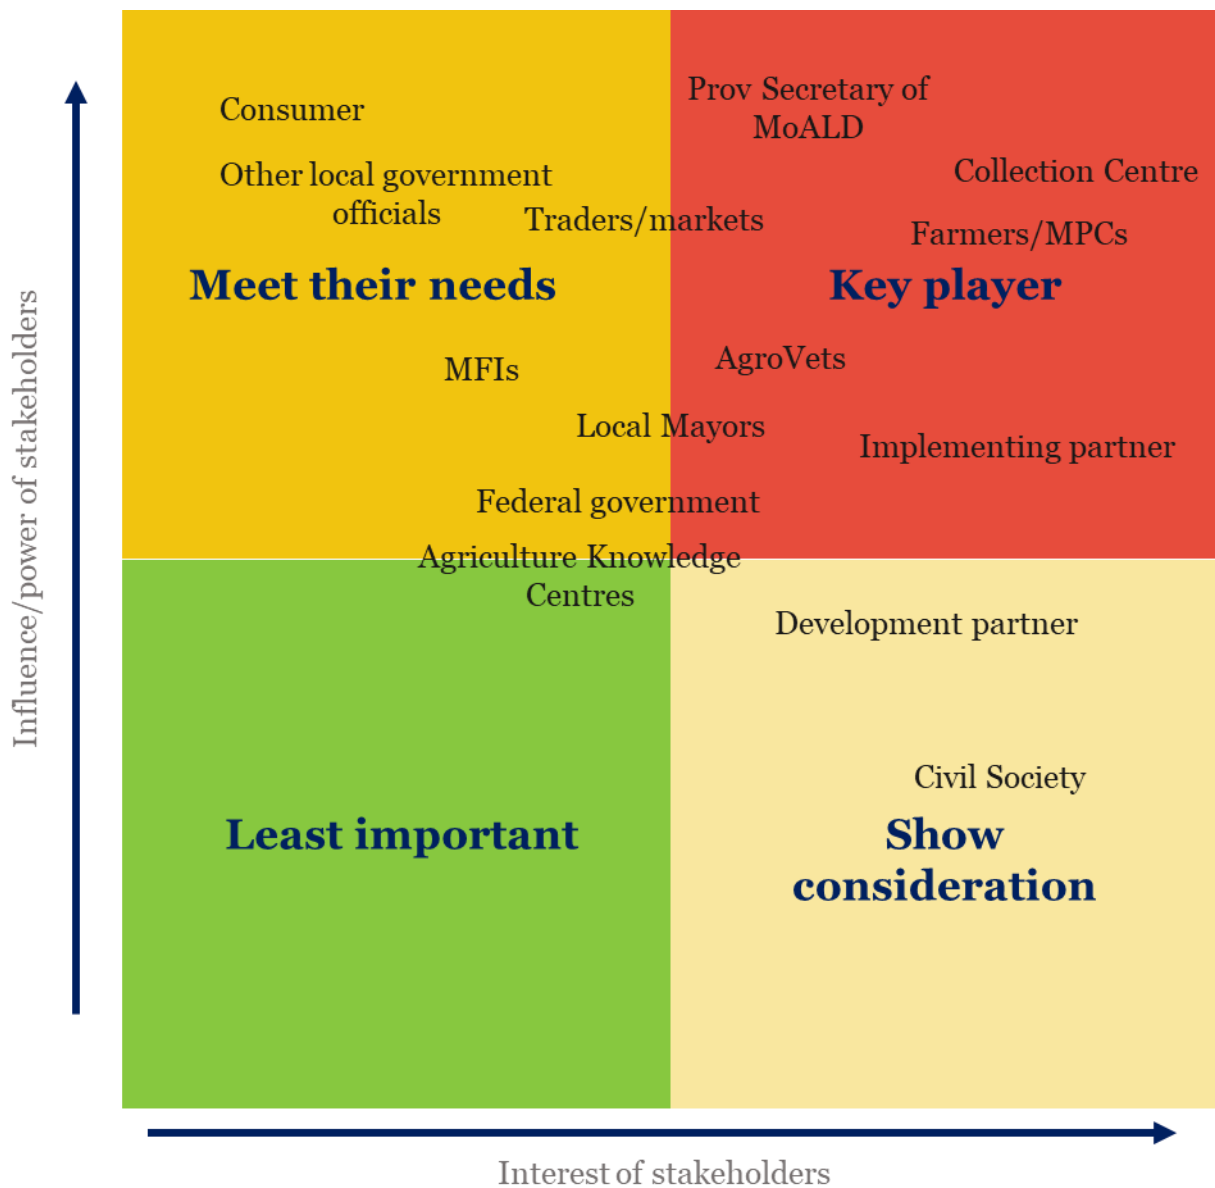 Influence/power of stakeholders
Consumer
Other local government
officials
Traders/markets
Meet their needs
MFIs
Local Mayors
Federal government
Agriculture Knowledge
Centres
Prov Secretary of
MoALD
Collection Centre
Farmers/MPCs
Key player
AgroVets
Implementing partner
Least important
Development partner
Civil Society
Show
consideration
Interest of stakeholders